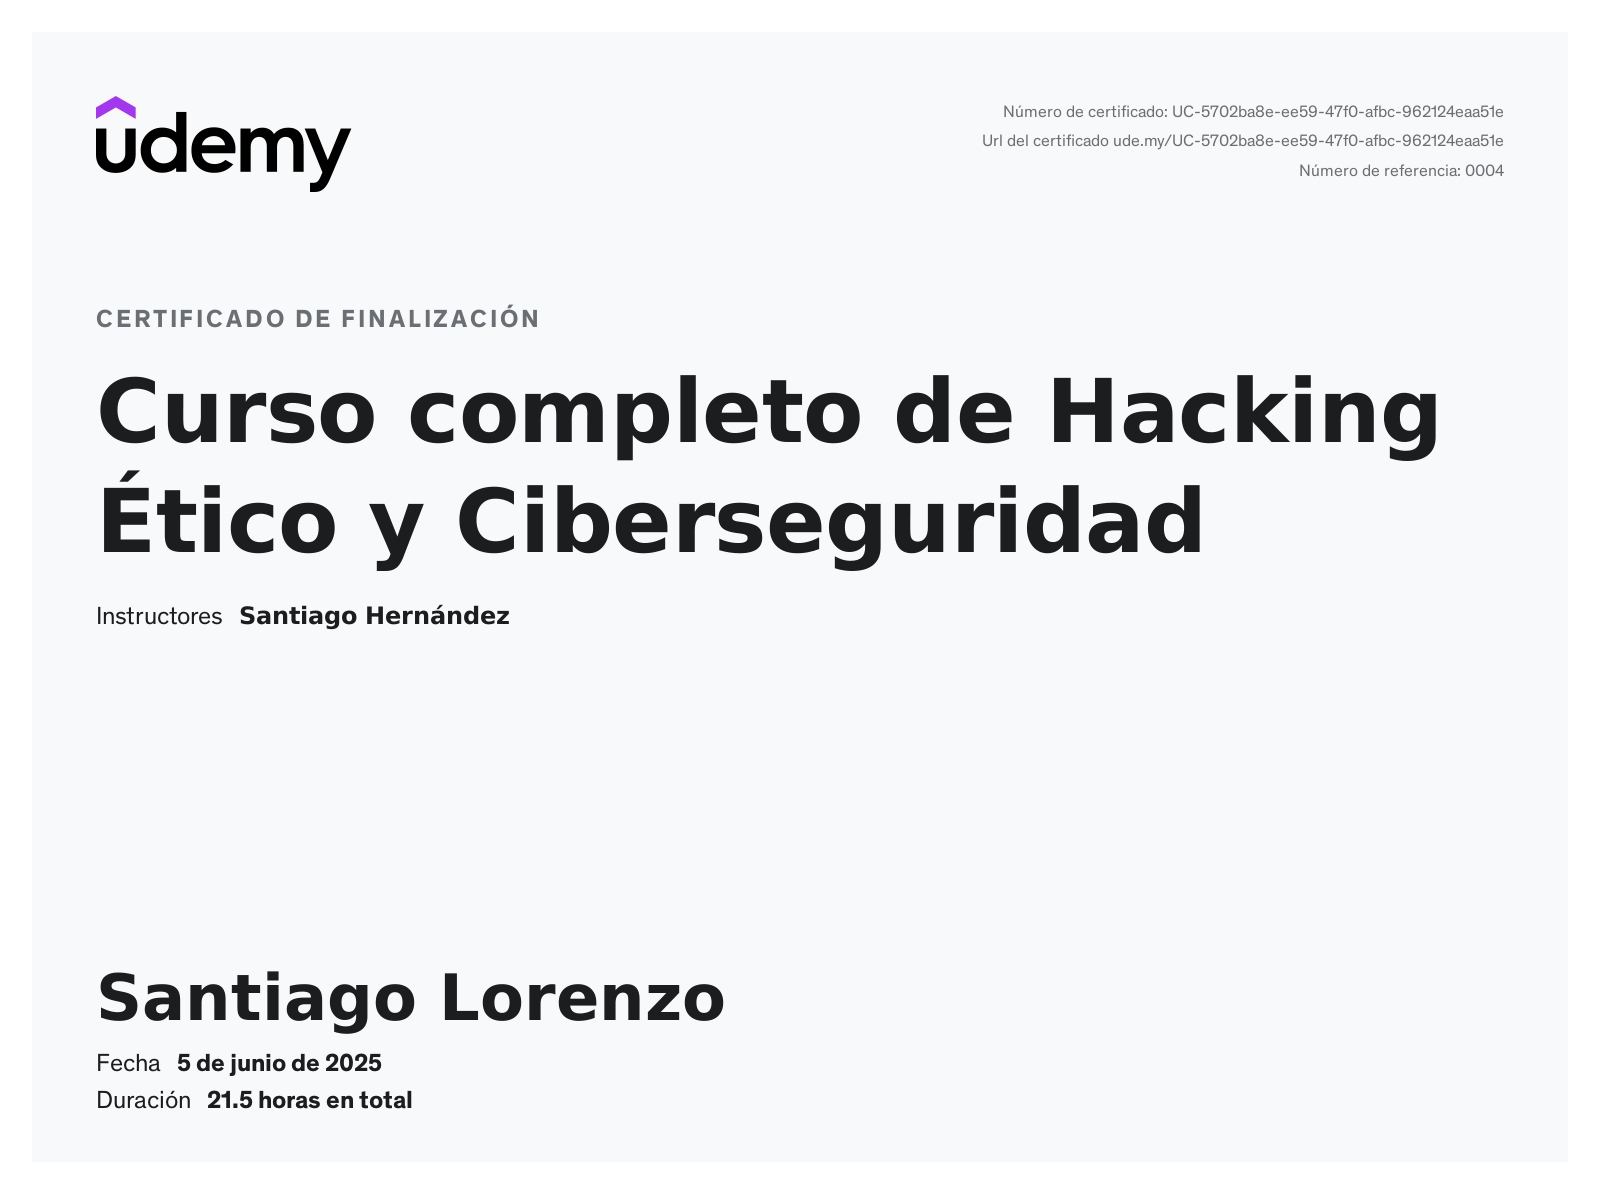 udemy
Número de certificado: UC-5702ba8e-ee59-47f0-afbc-962124eaa51e
Url del certificado ude.my/UC-5702ba8e-ee59-47f0-afbc-962124eaa51e
Número de referencia: 0004
CERTIFICADO DE FINALIZACIÓN
Curso completo de Hacking
Ético y Ciberseguridad
Instructores Santiago Hernández
Santiago Lorenzo
Fecha 5 de junio de 2025
Duración 21.5 horas en total